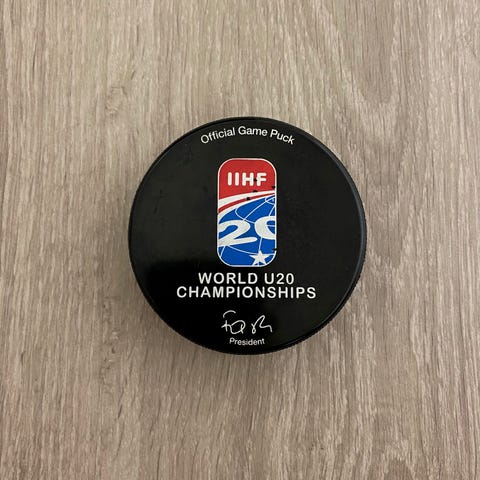 Official Game Puck
IIHF
20
WORLD U20
CHAMPIONSHIPS
President